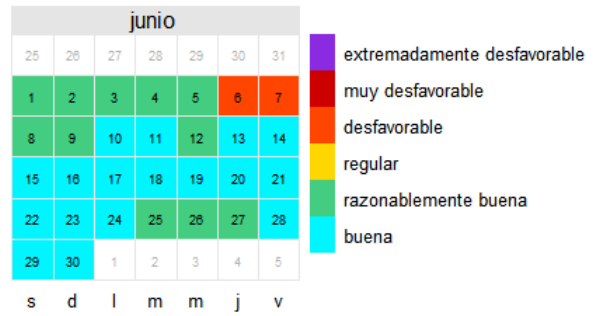 junio
25 26 27 28 29 30 31
1 2 3 4 5 6 7
8 9 10 11 12 13 14
15 16 17 18 19 20 21
22 23 24 25 26 27 28
29 30 1 2 3 4 5
s d l m m j v
extremadamente desfavorable
muy desfavorable
desfavorable
regular
razonablemente buena
buena